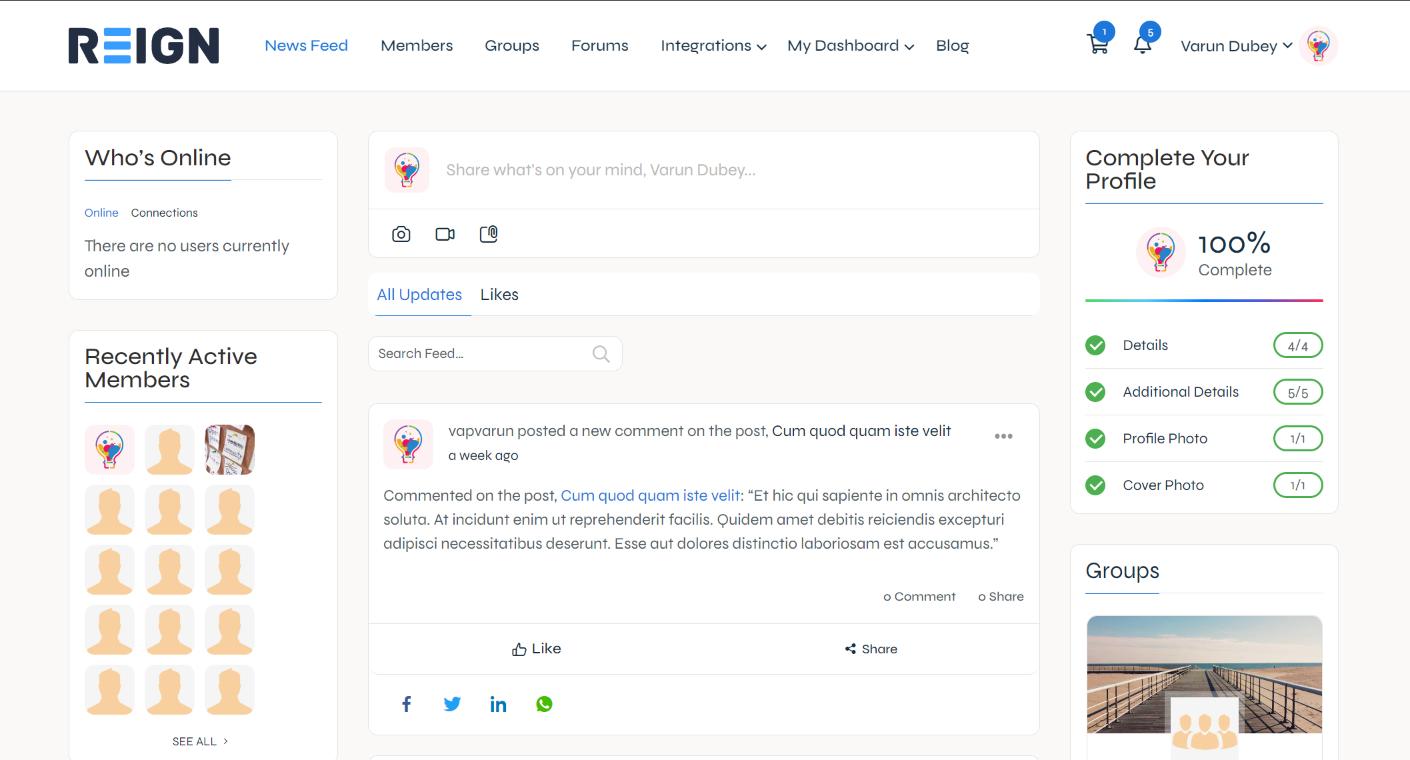 REIGN
News Feed
Members
Groups
Forums
Integrations
My Dashboard
Blog
1
5
Varun Dubey
Who's Online
Online
Connections
There are no users currently
online
Recently Active
Members
SEE ALL
Share what's on your mind, Varun Dubey...
All Updates
Likes
Search Feed...
vapvarun posted a new comment on the post, Cum quod quam iste velit
a week ago
Commented on the post, Cum quod quam iste velit: “Et hic qui sapiente in omnis architecto
soluta. At incidunt enim ut reprehenderit facilis. Quidem amet debitis reiciendis excepturi
adipisci necessitatibus deserunt. Esse aut dolores distinctio laboriosam est accusamus.”
0 Comment
0 Share
Like
Share
Complete Your
Profile
100%
Complete
Details
4/4
Additional Details
5/5
Profile Photo
1/1
Cover Photo
1/1
Groups